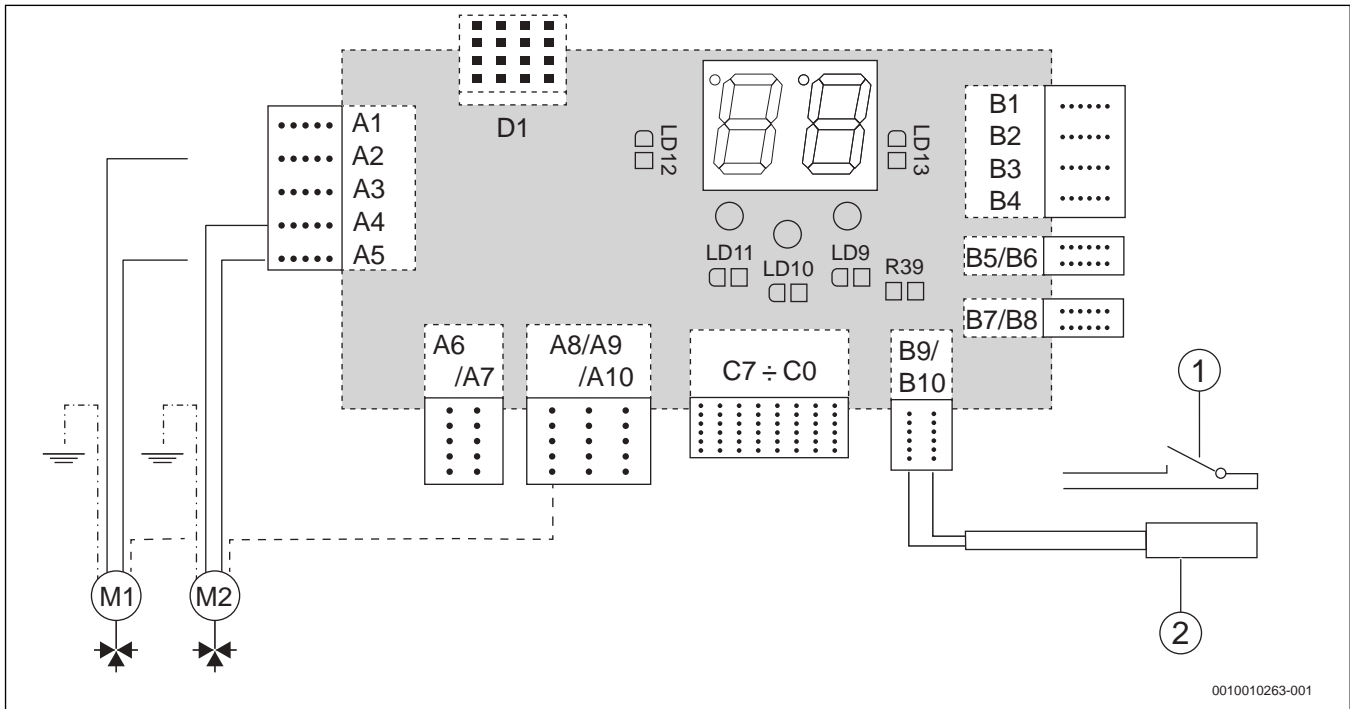 D1
A1
A2
A3
A4
A5
LD12
LD13
B1
B2
B3
B4
LD11
LD10
LD9
R39
B5/B6
B7/B8
A6
/A7
A8/A9
/A10
C7 ÷ C0
B9/
B10
1
M1
M2
2
0010010263-001